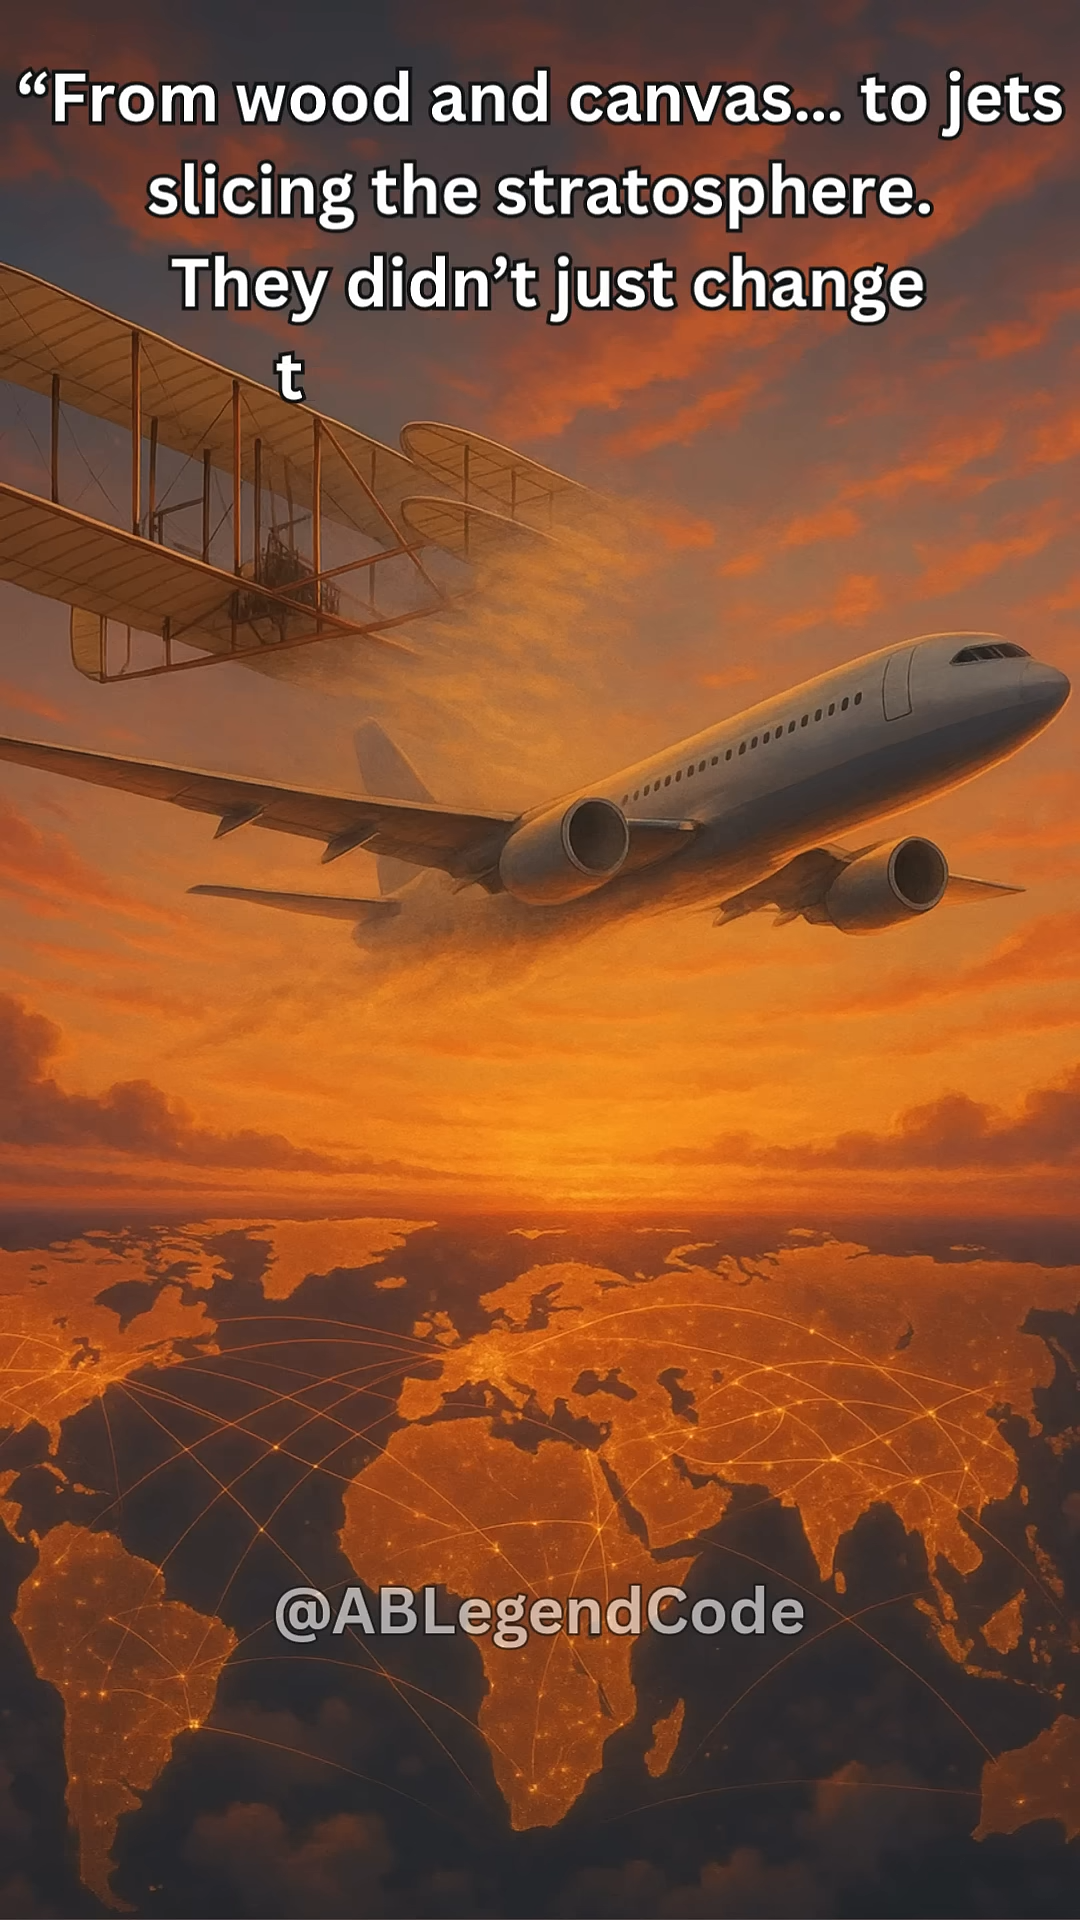 “From wood and canvas... to jets
slicing the stratosphere.
They didn’t just change
t
@ABLegendCode